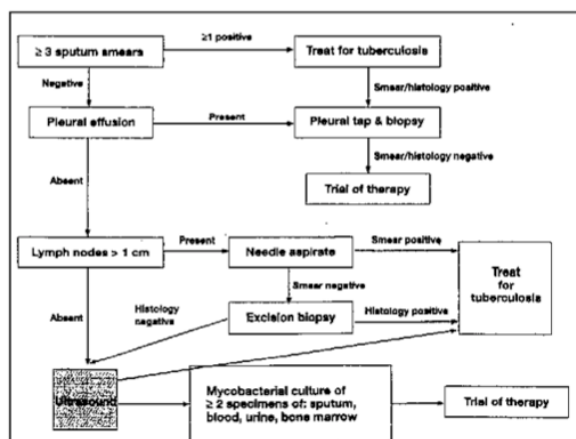 ≥ 3 sputum smears
≥1 positive
Treat for tuberculosis
Negative
Smear/histology positive
Pleural effusion
Present
Pleural tap & biopsy
Smear/histology negative
Absent
Trial of therapy
Lymph nodes > 1 cm
Present
Needle aspirate
Smear positive
Treat
for
tuberculosis
Smear negative
Histology
negative
Absent
Excision biopsy
Histology positive
Ultrasound
Mycobacterial culture of
≥ 2 specimens of: sputum,
blood, urine, bone marrow
Trial of therapy